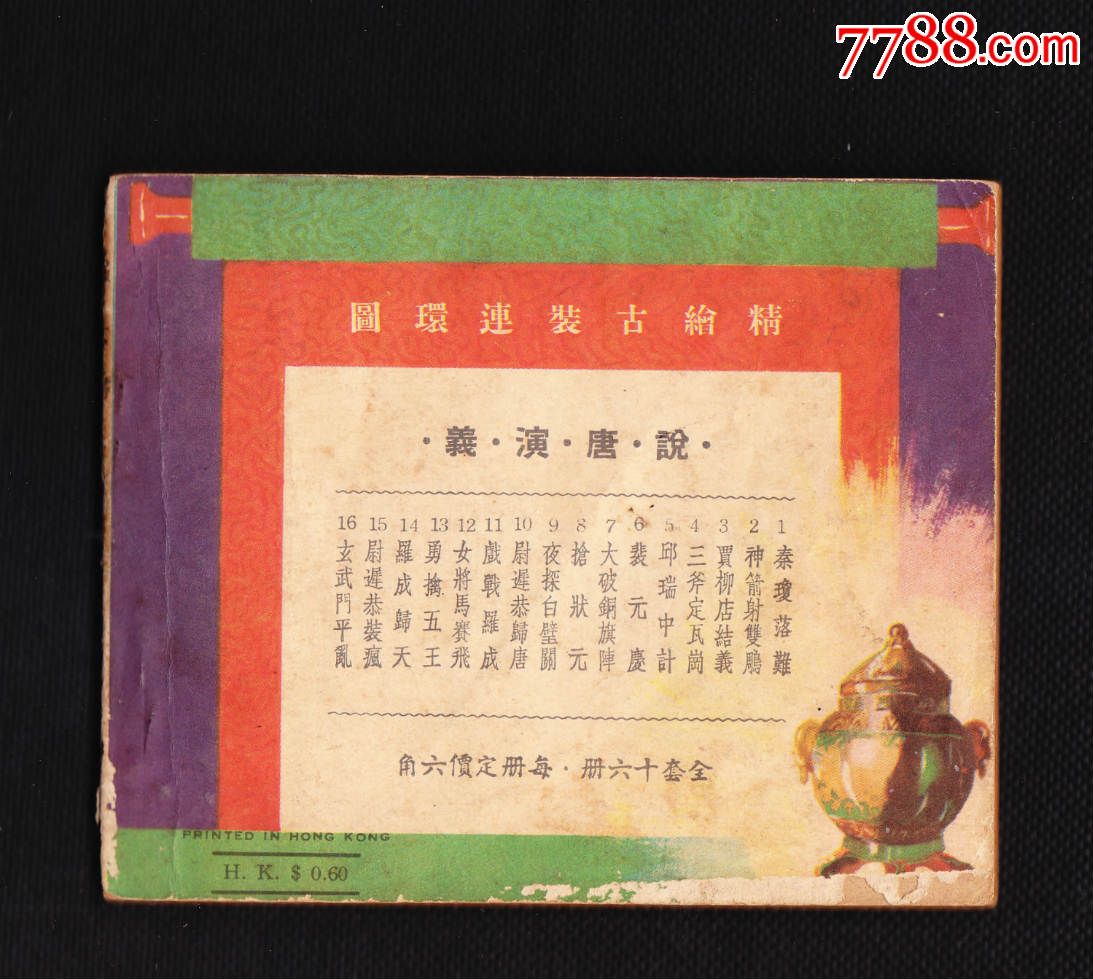 7788.com
精繪古裝連環圖
·說·唐·演·義·
1 秦瓊落難
2 神箭射雙鵰
3 賈柳店結義
4 三斧定瓦崗
5 邱瑞中計
6 裴元慶
7 大破銅旗陣
8 搶狀元
9 夜探白璧關
10 尉遲恭歸唐
11 戲戰羅成
12 女將馬賽飛
13 勇擒五王
14 羅成歸天
15 尉遲恭裝瘋
16 玄武門平亂
全套十六册·每册定價六角
PRINTED IN HONG KONG
H. K. $ 0.60